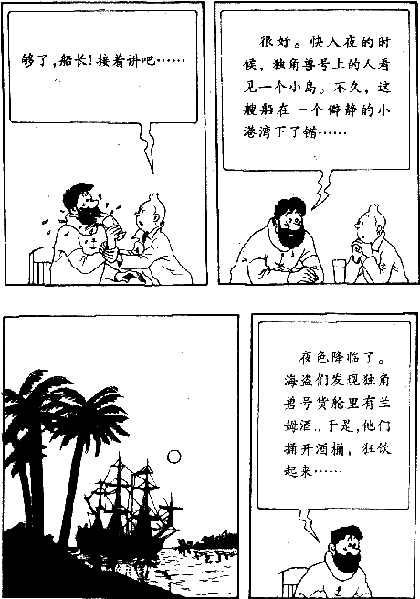 够了,船长!接着讲吧······
很好。快入夜的时
候,独角兽号上的人看
见一个小岛。不久,这
艘船在一个僻静的小
港湾下了锚······
夜色降临了。
海盗们发现独角
兽号货舱里有兰
姆酒..于是,他们
捅开酒桶,狂饮
起来······